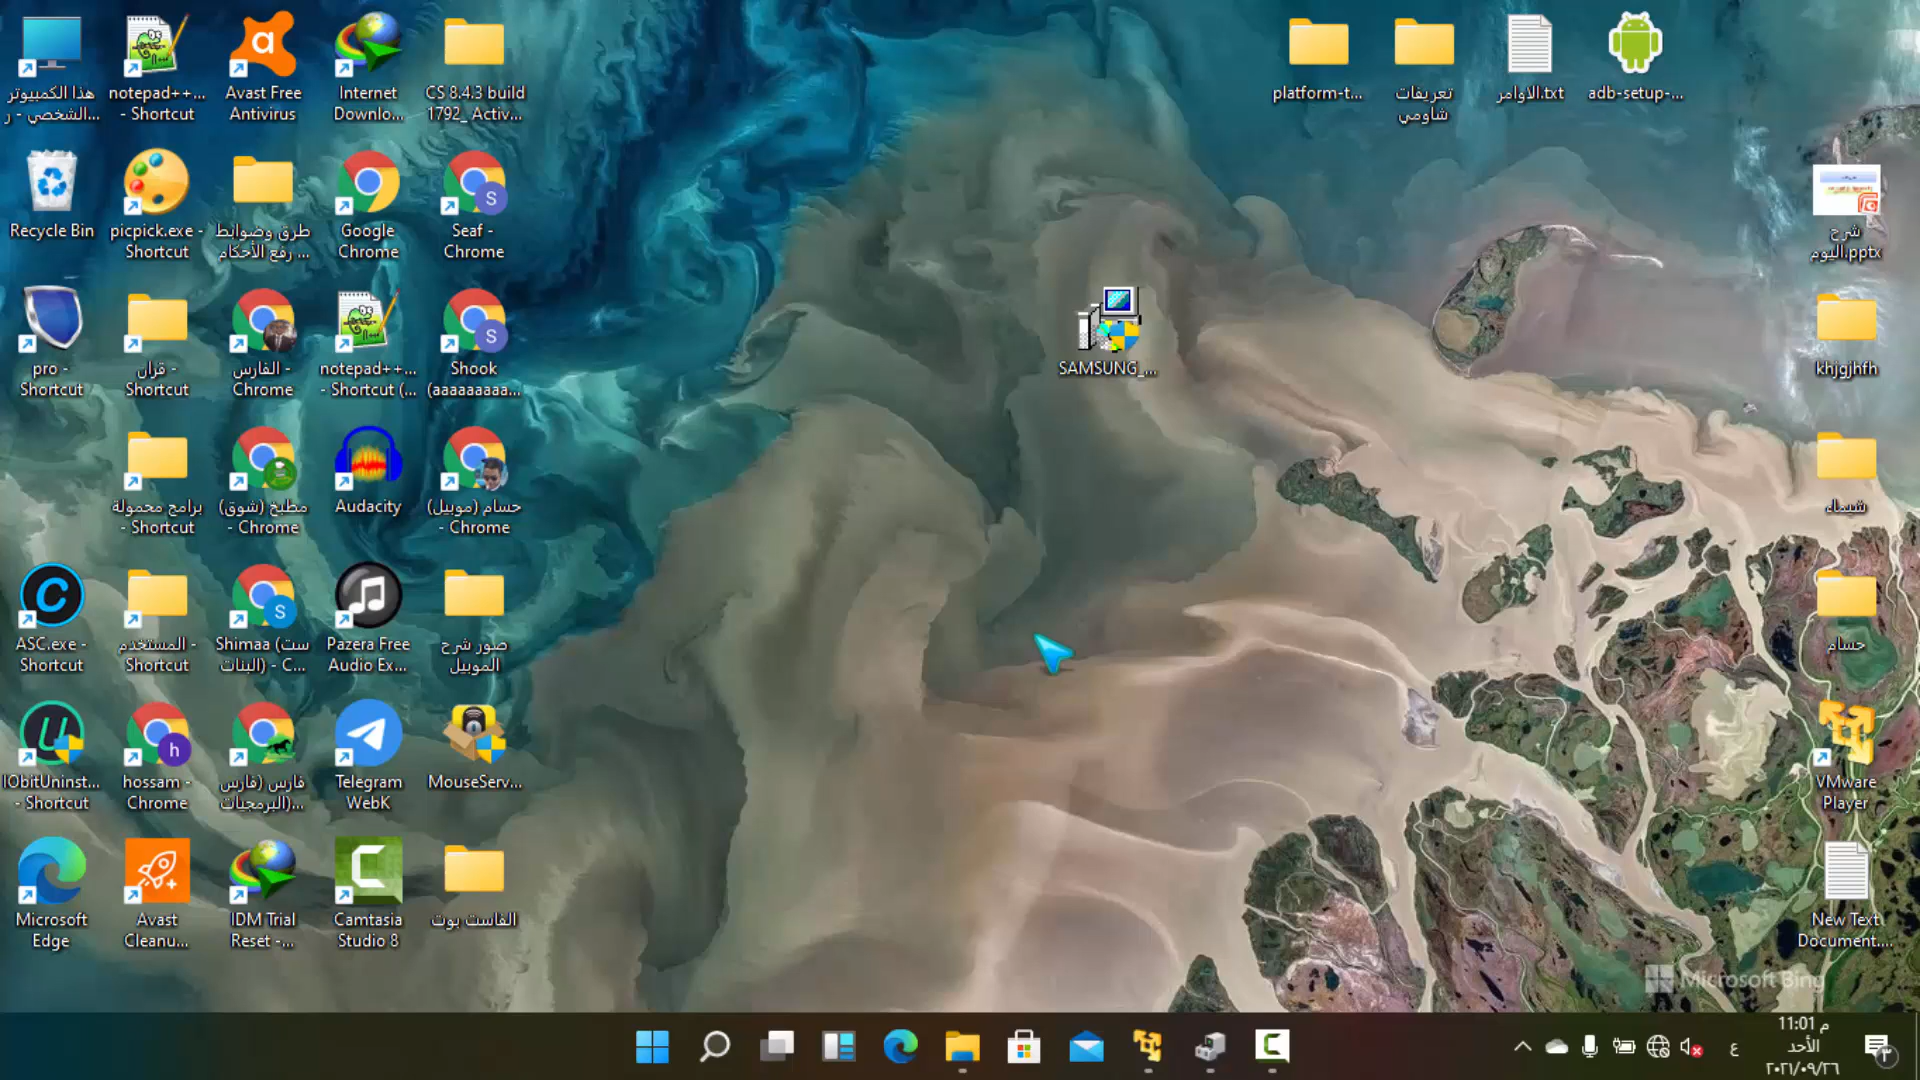 هذا الكمبيوتر
الشخصي - ر...
notepad++...
- Shortcut
Avast Free
Antivirus
Internet
Downlo...
CS 8.4.3 build
1792_ Activ...
platform-t...
تعريفات
شاومي
الاوامر.txt
adb-setup-...
Recycle Bin
picpick.exe -
Shortcut
طرق وضوابط
رفع الأحكام ...
Google
Chrome
Seaf -
Chrome
شرح
اليوم.pptx
pro -
Shortcut
قران -
Shortcut
الفارس -
Chrome
notepad++...
- Shortcut (...
Shook
(aaaaaaaaa...
SAMSUNG_...
khjgjhfh
برامج محمولة
- Shortcut
مطبخ (شوق)
- Chrome
Audacity
حسام (موبيل)
- Chrome
شيماء
ASC.exe -
Shortcut
المستخدم -
Shortcut
Shimaa (ست
البنات) - C...
Pazera Free
Audio Ex...
صور شرح
الموبيل
حسام
IObitUninst...
- Shortcut
hossam -
Chrome
فارس (فارس
البرمجيات)...
Telegram
WebK
MouseServ...
VMware
Player
Microsoft
Edge
Avast
Cleanu...
IDM Trial
Reset -...
Camtasia
Studio 8
الفاست بوت
New Text
Document....
Microsoft Bing
ع
11:01 م
الأحد
٢٠٢١/٠٩/٢٦
٣